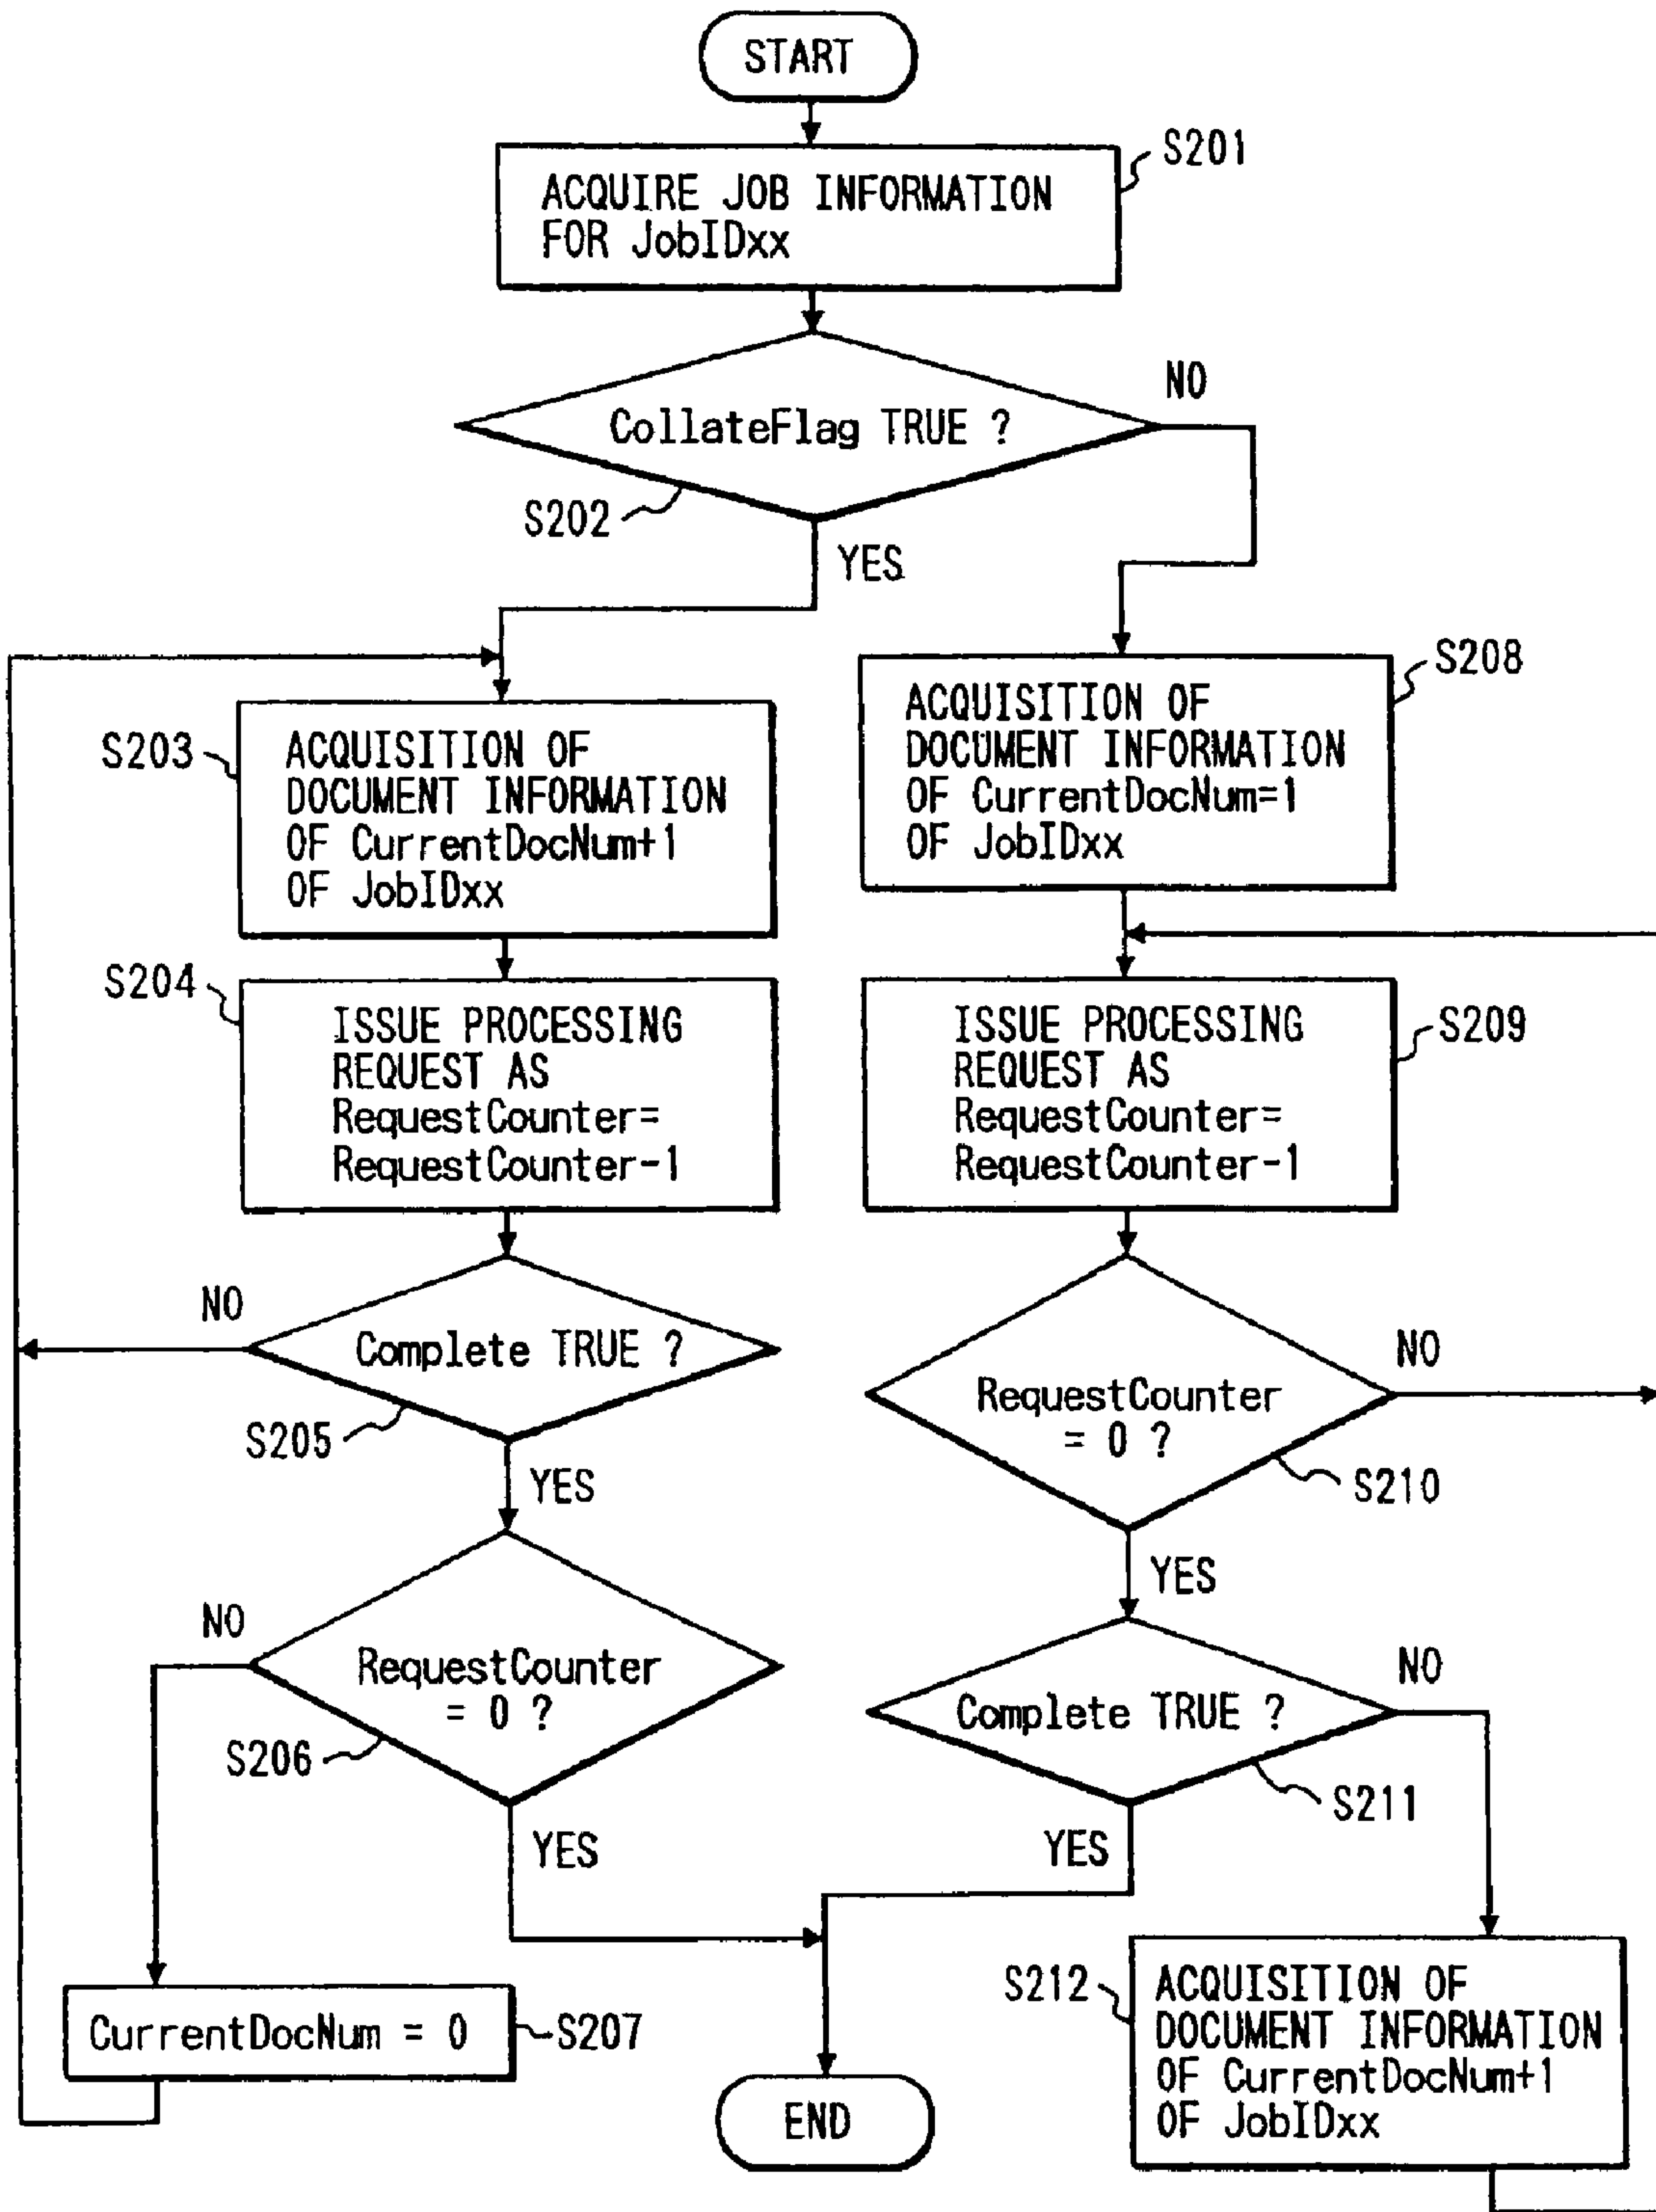 START
S201
ACQUIRE JOB INFORMATION
FOR JobIDxx
NO
CollateFlag TRUE ?
S202
YES
S203
ACQUISITION OF
DOCUMENT INFORMATION
OF CurrentDocNum+1
OF JobIDxx
S204
ISSUE PROCESSING
REQUEST AS
RequestCounter=
RequestCounter-1
NO
Complete TRUE ?
S205
YES
NO
RequestCounter
= 0 ?
S206
YES
CurrentDocNum = 0
S207
S208
ACQUISITION OF
DOCUMENT INFORMATION
OF CurrentDocNum=1
OF JobIDxx
S209
ISSUE PROCESSING
REQUEST AS
RequestCounter=
RequestCounter-1
NO
RequestCounter
= 0 ?
S210
YES
NO
Complete TRUE ?
S211
YES
S212
ACQUISITION OF
DOCUMENT INFORMATION
OF CurrentDocNum+1
OF JobIDxx
END